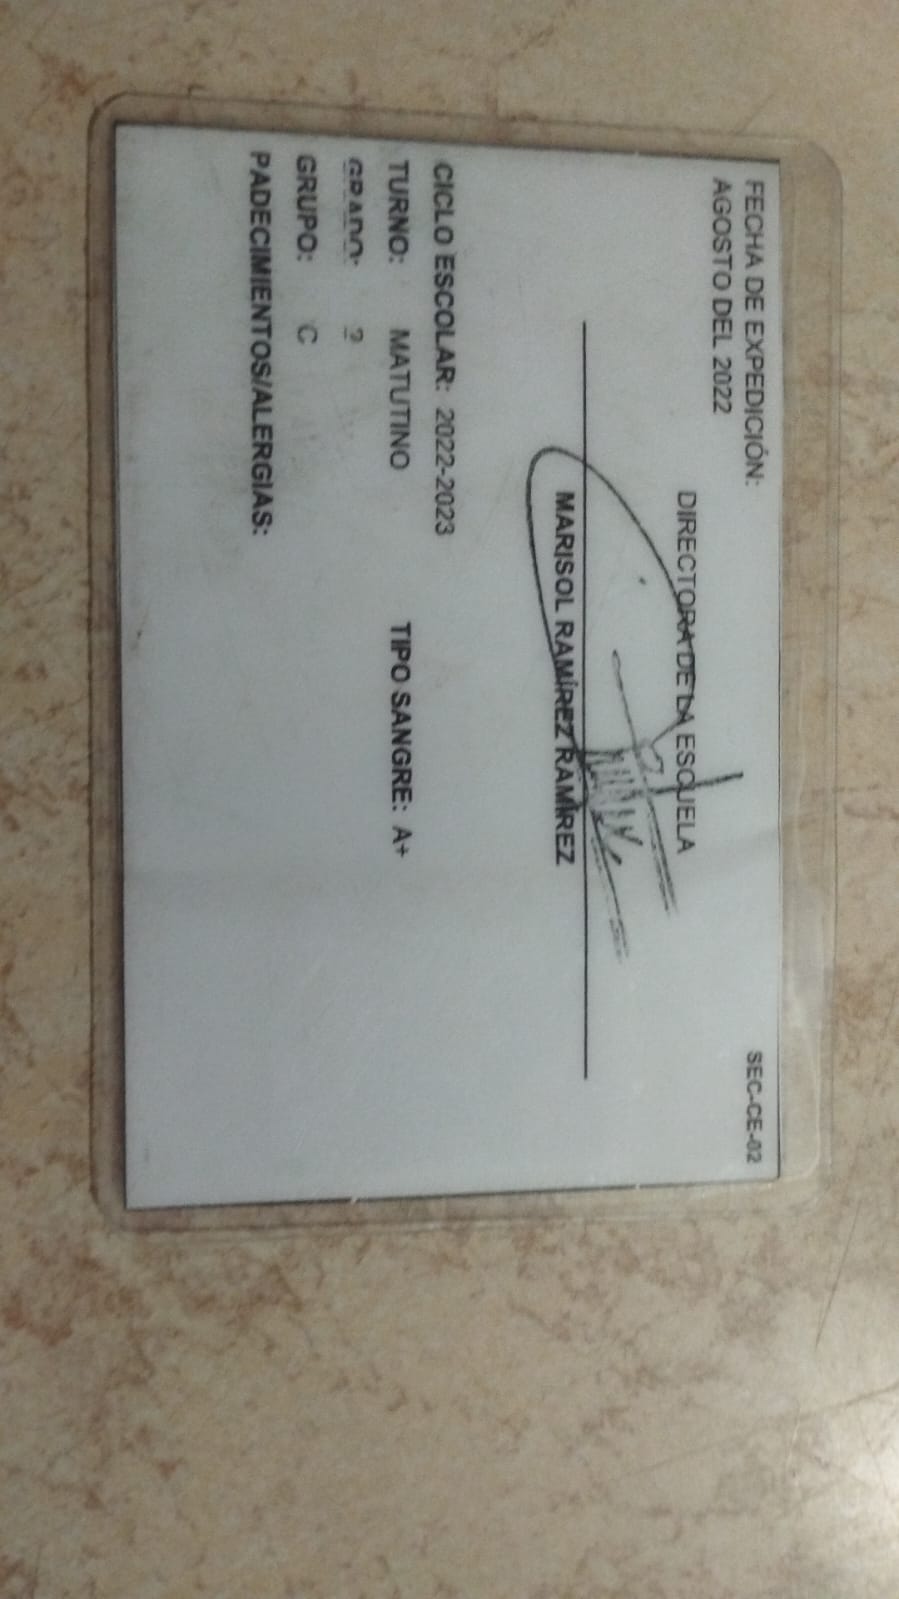 FECHA DE EXPEDICIÓN:
AGOSTO DEL 2022
SEC-CE-02
DIRECTORA DE LA ESCUELA
MARISOL RAMÍREZ RAMÍREZ
CICLO ESCOLAR: 2022-2023
TURNO: MATUTINO TIPO SANGRE: A+
GRADO:
GRUPO: C
PADECIMIENTOS/ALERGIAS: